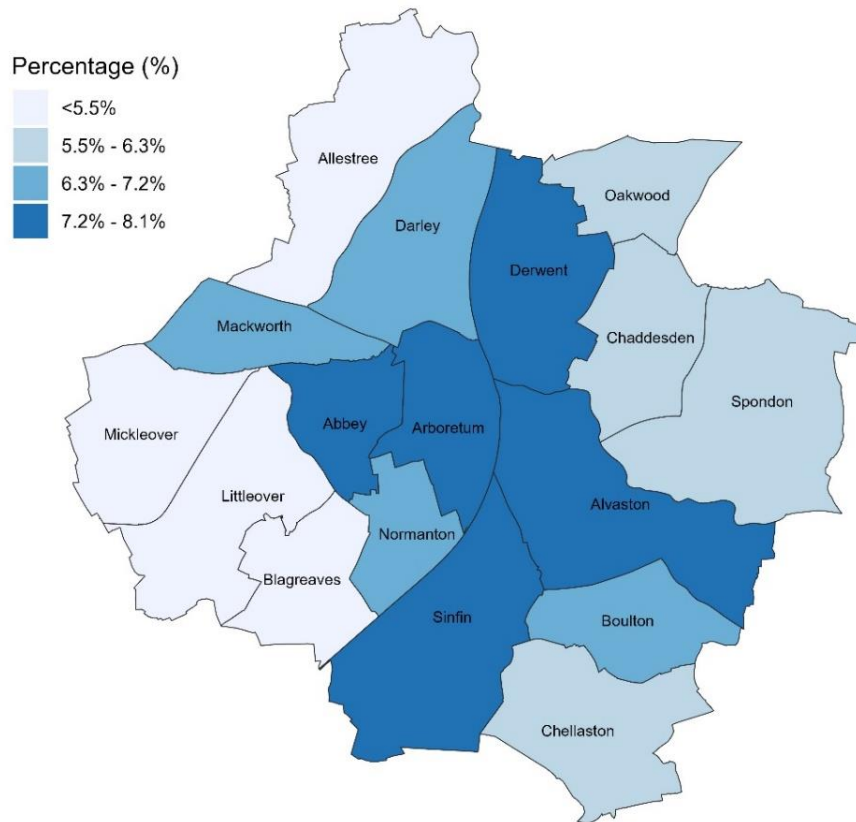 Percentage (%)
<5.5%
5.5% - 6.3%
6.3% - 7.2%
7.2% - 8.1%
Allestree
Oakwood
Darley
Derwent
Mackworth
Chaddesden
Spondon
Abbey
Arboretum
Mickleover
Littleover
Alvaston
Normanton
Blagreaves
Sinfin
Boulton
Chellaston